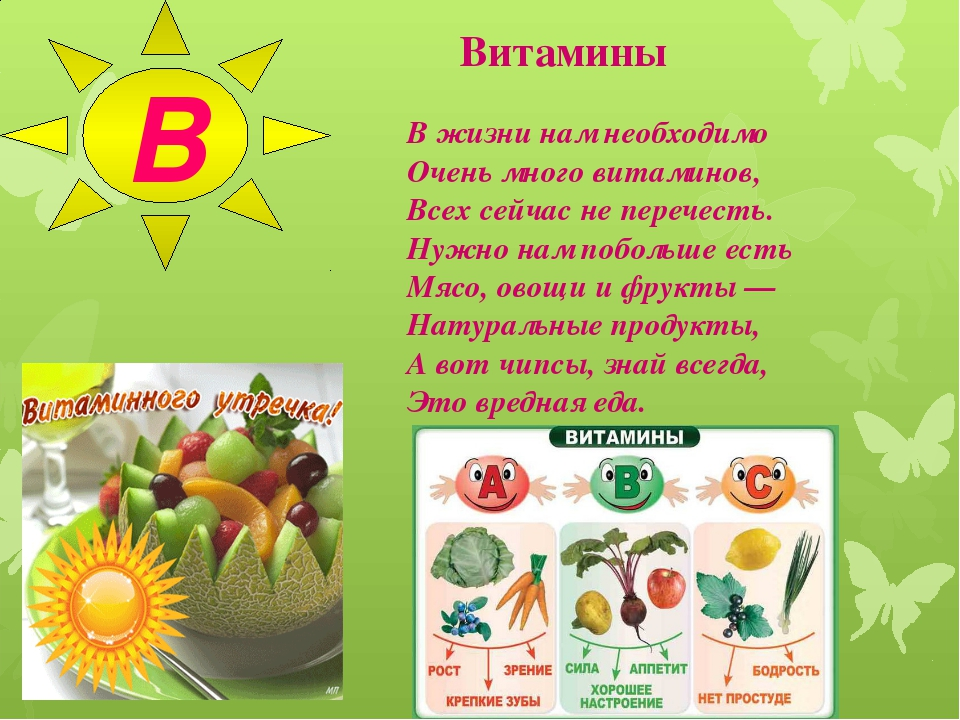 В
Витамины
В жизни нам необходимо
Очень много витаминов,
Всех сейчас не перечесть.
Нужно нам побольше есть
Мясо, овощи и фрукты —
Натуральные продукты,
А вот чипсы, знай всегда,
Это вредная еда.
Витаминного утречка!
МЛ
ВИТАМИНЫ
А В С
РОСТ ЗРЕНИЕ
КРЕПКИЕ ЗУБЫ
СИЛА АППЕТИТ
ХОРОШЕЕ
НАСТРОЕНИЕ
БОДРОСТЬ
НЕТ ПРОСТУДЕ